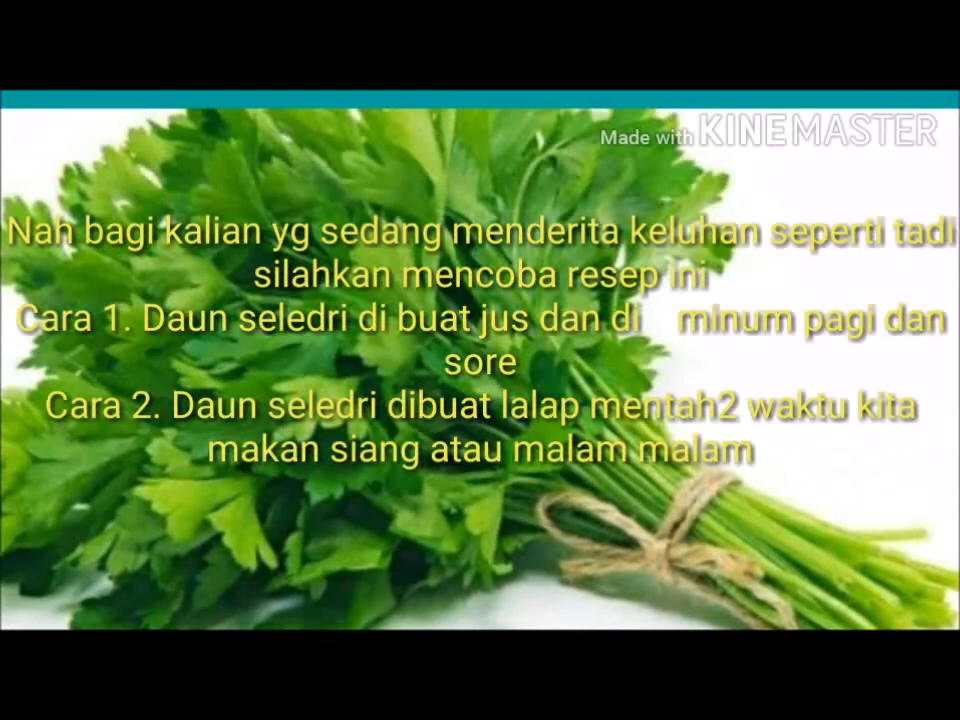 Made with KINEMASTER
Nah bagi kalian yg sedang menderita keluhan seperti tadi
silahkan mencoba resep ini
Cara 1. Daun seledri di buat jus dan di minum pagi dan
sore
Cara 2. Daun seledri dibuat lalap mentah2 waktu kita
makan siang atau malam malam